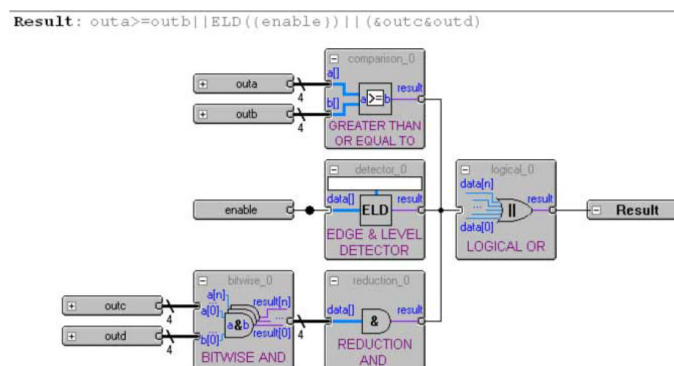 Result: outa>=outb||ELD((enable))||(&outc&outd)
comparison_0
a[]
outa
4
b[]
a>=b
result
outb
4
GREATER THAN
OR EQUAL TO
detector_0
logical_0
data[n]
enable
data[]
ELD
result
...
||
result
Result
data[0]
EDGE & LEVEL
DETECTOR
LOGICAL OR
bitwise_0
reduction_0
outc
4
a[n]
...
a[0]
result[n]
a&b
...
data[]
&
result
outd
4
b[0]
result[0]
4
BITWISE AND
REDUCTION
AND